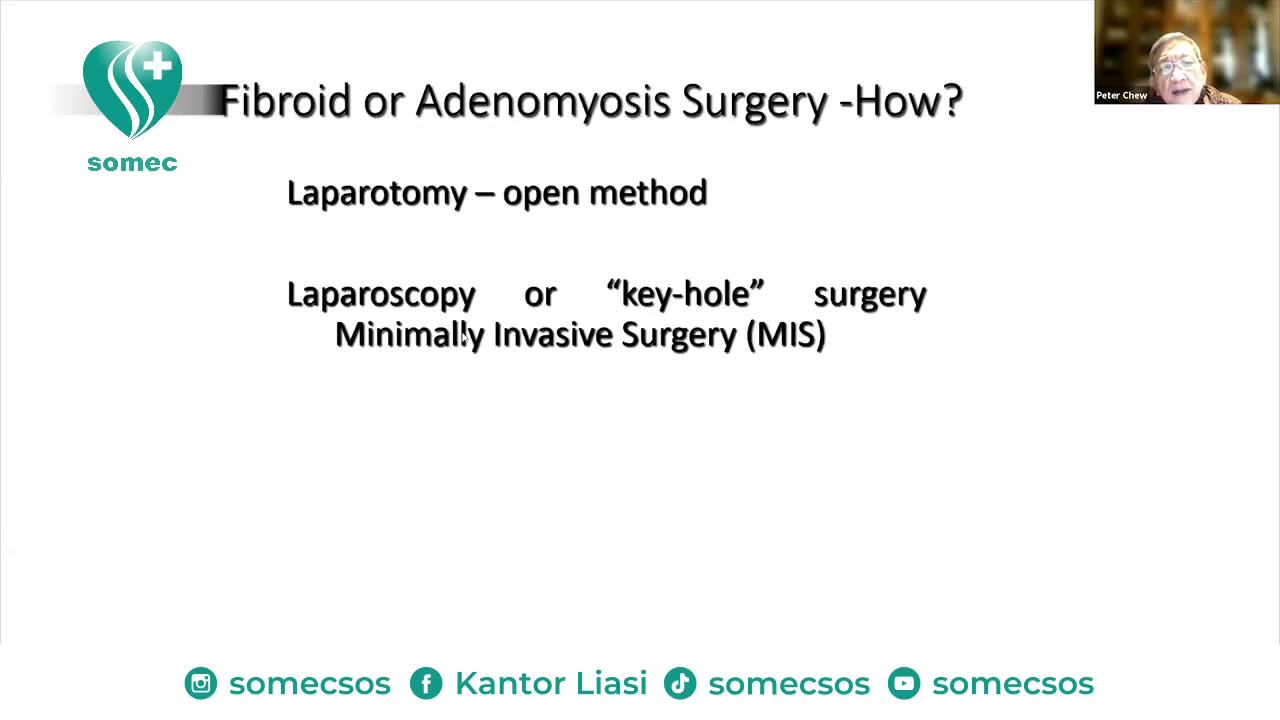 Fibroid or Adenomyosis Surgery -How?
Peter Chew
somec
Laparotomy – open method
Laparoscopy or “key-hole” surgery
Minimally Invasive Surgery (MIS)
somecsos Kantor Liasi somecsos somecsos